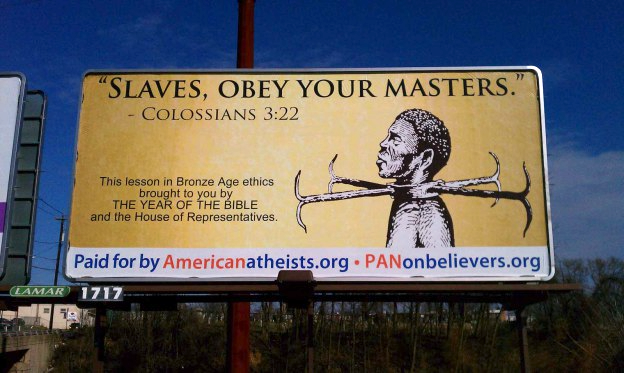 "SLAVES, OBEY YOUR MASTERS."
- COLOSSIANS 3:22
This lesson in Bronze Age ethics
brought to you by
THE YEAR OF THE BIBLE
and the House of Representatives.
Paid for by Americanatheists.org • PANonbelievers.org
LAMAR 1717